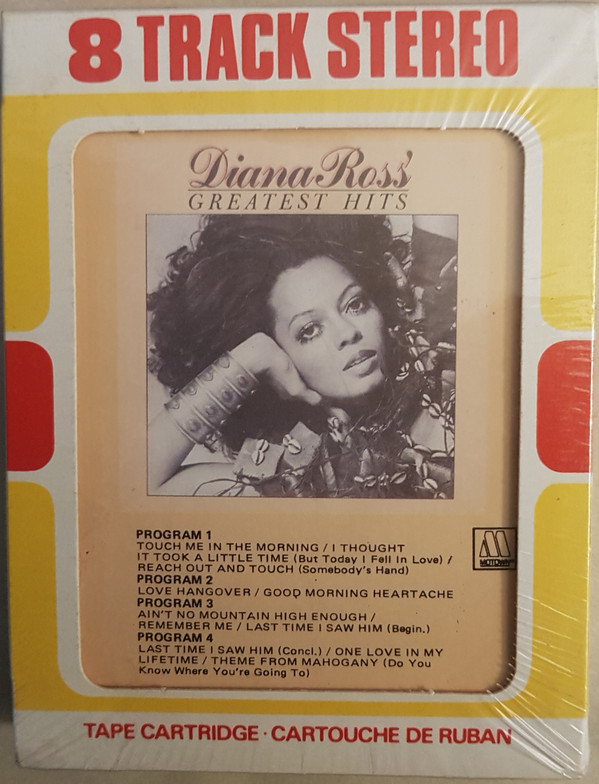 8 TRACK STEREO
Diana Ross'
GREATEST HITS
PROGRAM 1
TOUCH ME IN THE MORNING / I THOUGHT
IT TOOK A LITTLE TIME (But Today I Fell In Love) /
REACH OUT AND TOUCH (Somebody's Hand)
PROGRAM 2
LOVE HANGOVER / GOOD MORNING HEARTACHE
PROGRAM 3
AIN'T NO MOUNTAIN HIGH ENOUGH /
REMEMBER ME / LAST TIME I SAW HIM (Begin.)
PROGRAM 4
LAST TIME I SAW HIM (Concl.) / ONE LOVE IN MY
LIFETIME / THEME FROM MAHOGANY (Do You
Know Where You're Going To)
M
MOTOWN
TAPE CARTRIDGE · CARTOUCHE DE RUBAN